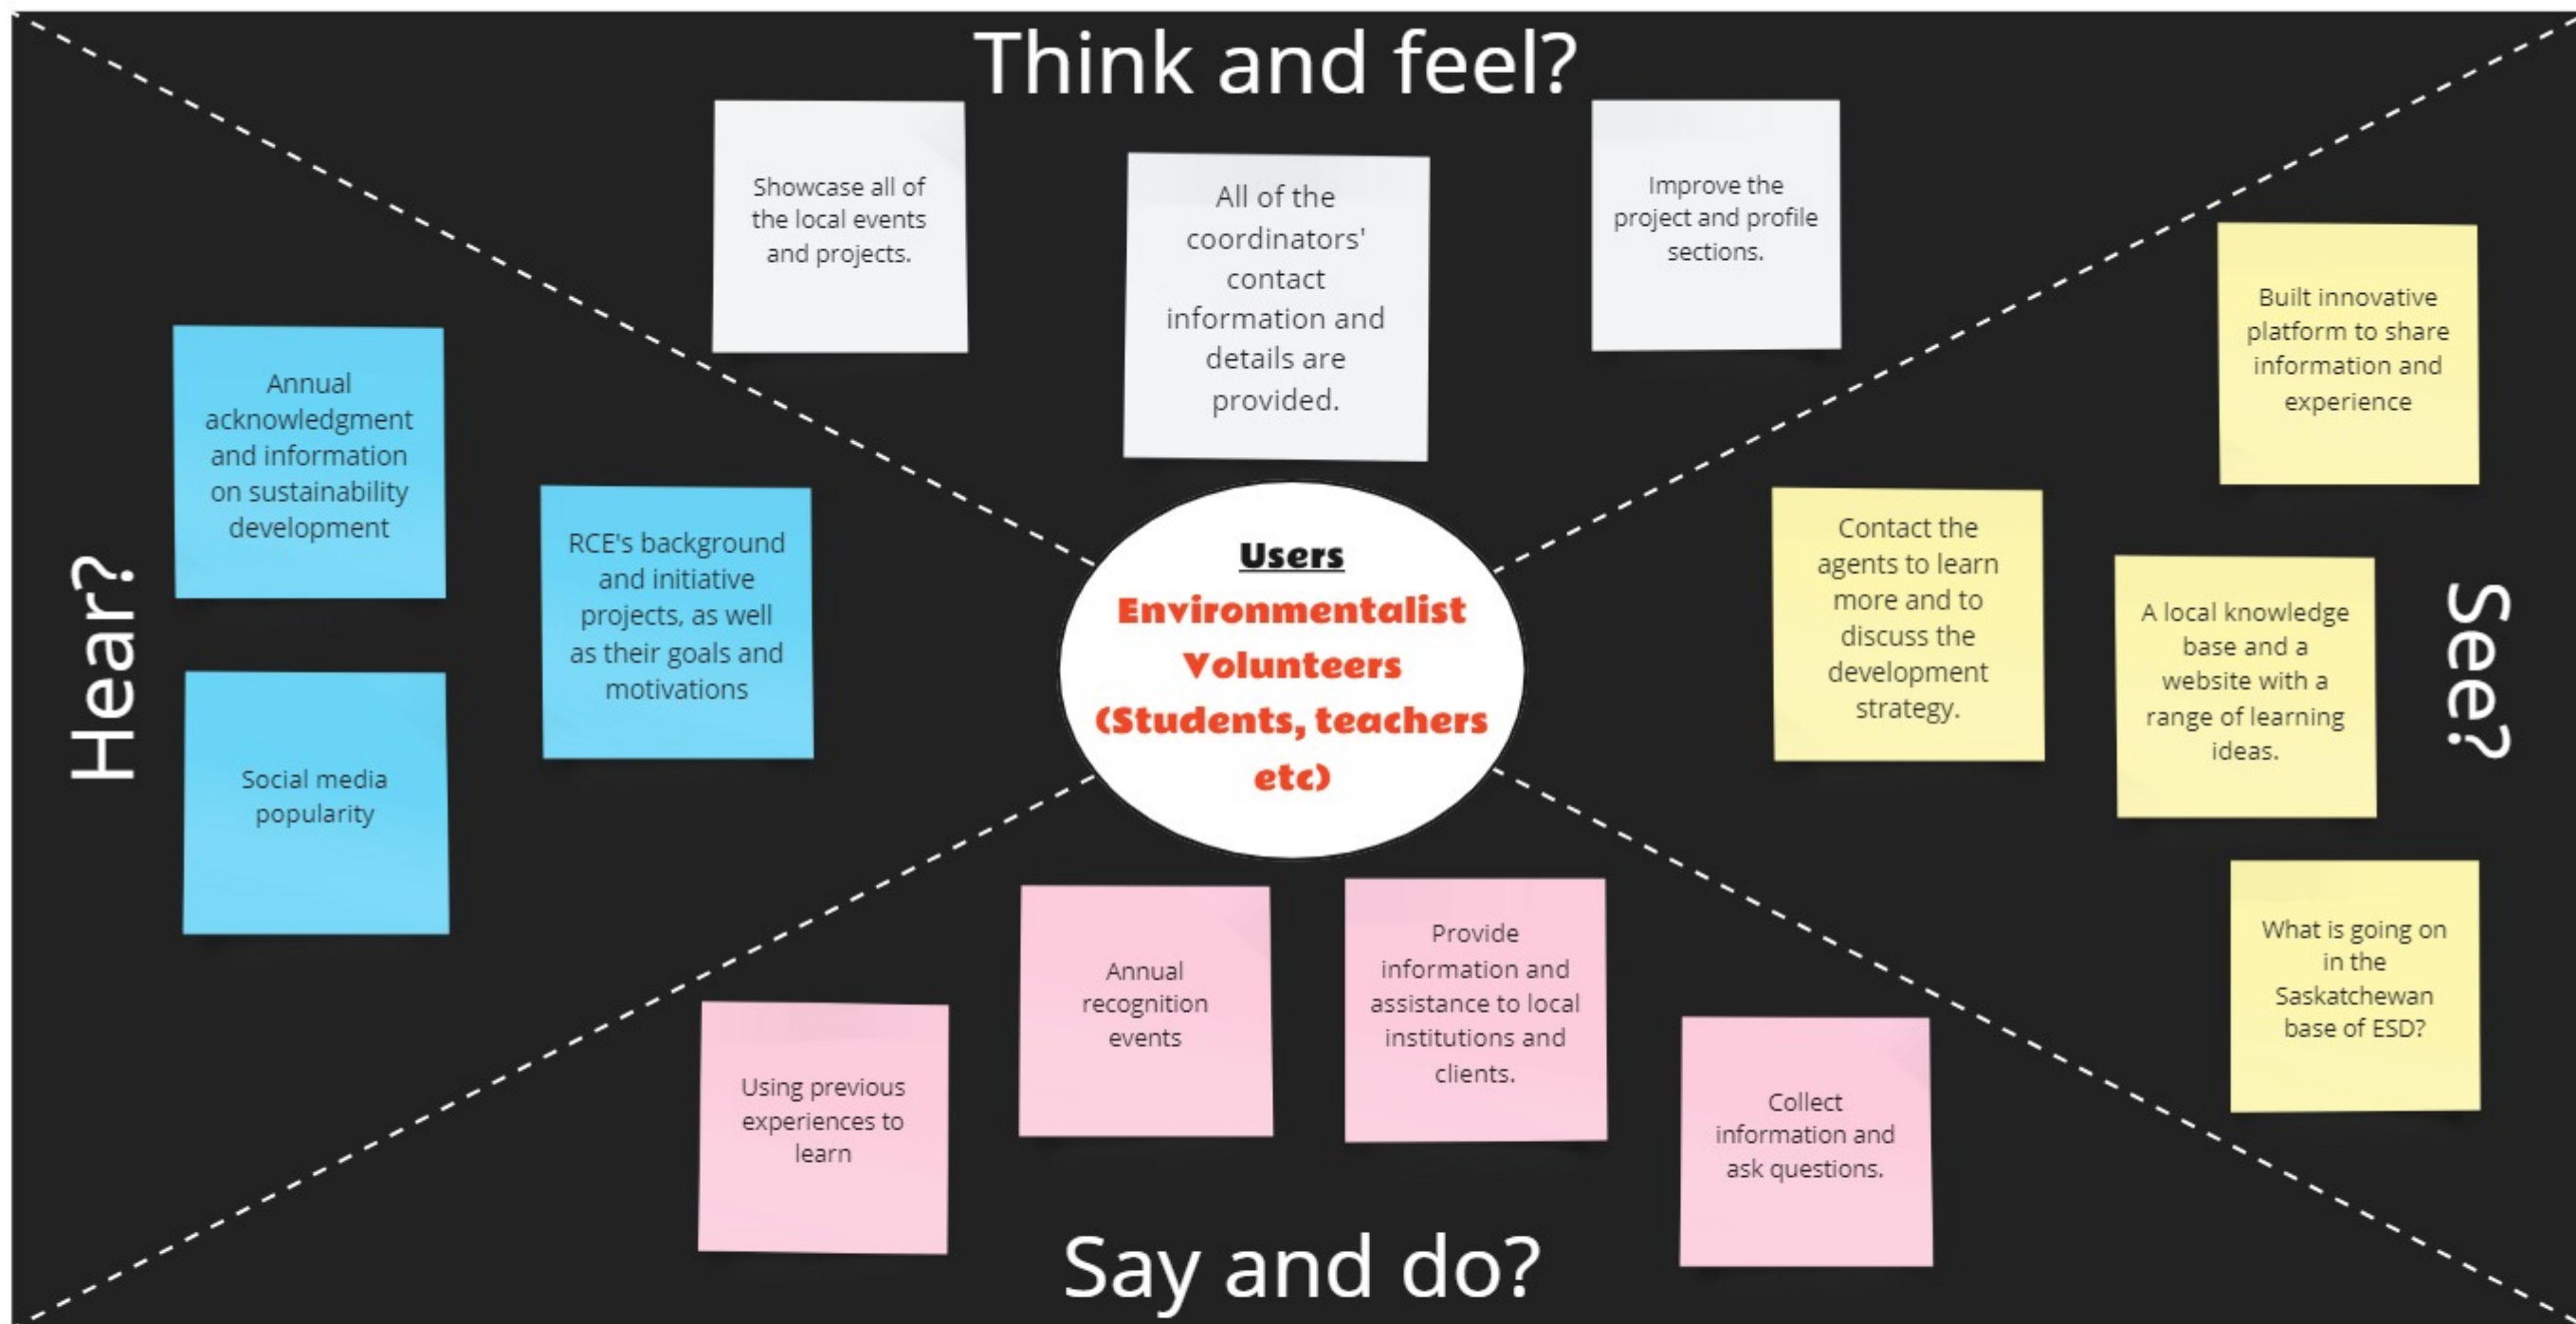 Think and feel?
Showcase all of
the local events
and projects.
All of the
coordinators'
contact
information and
details are
provided.
Improve the
project and profile
sections.
Hear?
Annual
acknowledgment
and information
on sustainability
development
RCE's background
and initiative
projects, as well
as their goals and
motivations
Social media
popularity
Users
Environmentalist
Volunteers
(Students, teachers
etc)
See?
Built innovative
platform to share
information and
experience
Contact the
agents to learn
more and to
discuss the
development
strategy.
A local knowledge
base and a
website with a
range of learning
ideas.
What is going on
in the
Saskatchewan
base of ESD?
Using previous
experiences to
learn
Annual
recognition
events
Provide
information and
assistance to local
institutions and
clients.
Collect
information and
ask questions.
Say and do?